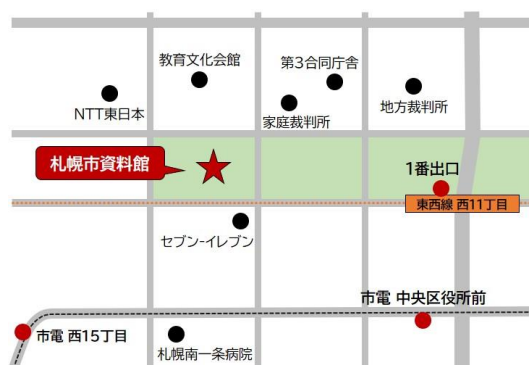 教育文化会館
第3合同庁舎
NTT東日本
家庭裁判所
地方裁判所
札幌市資料館
1番出口
東西線 西11丁目
セブン-イレブン
市電 中央区役所前
市電 西15丁目
札幌南一条病院